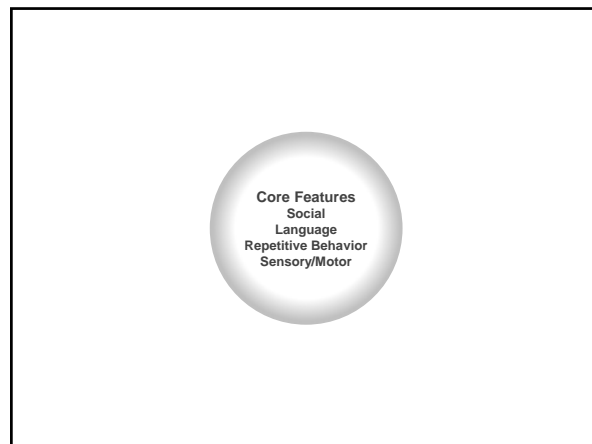 Core Features
Social
Language
Repetitive Behavior
Sensory/Motor